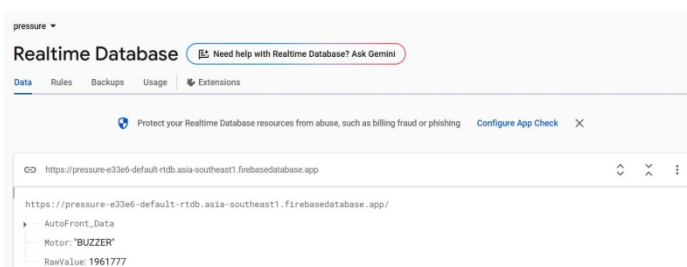 pressure
Realtime Database Need help with Realtime Database? Ask Gemini
Data Rules Backups Usage Extensions
Protect your Realtime Database resources from abuse, such as billing fraud or phishing Configure App Check
https://pressure-e33e6-default-rtdb.asia-southeast1.firebasedatabase.app
https://pressure-e33e6-default-rtdb.asia-southeast1.firebasedatabase.app/
AutoFront_Data
Motor: "BUZZER"
RawValue: 1961777